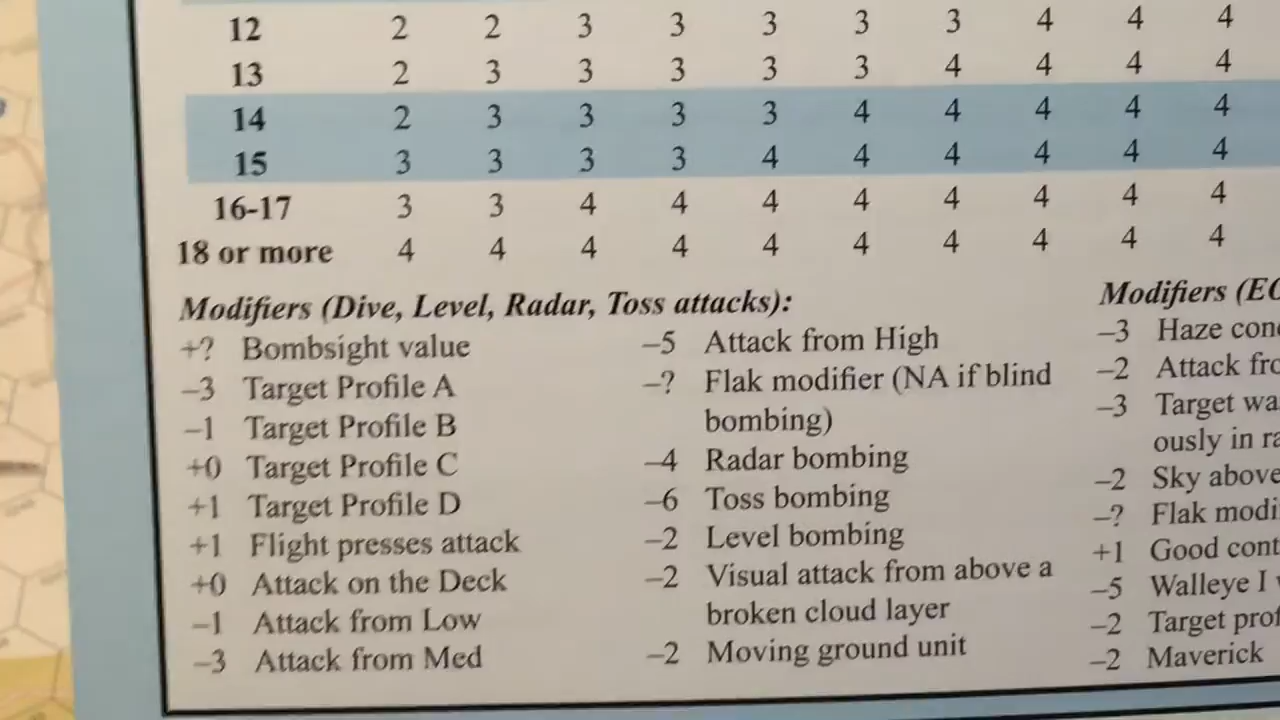 12 2 2 3 3 3 3 3 4 4 4
13 2 3 3 3 3 3 4 4 4 4
14 2 3 3 3 3 4 4 4 4 4
15 3 3 3 3 4 4 4 4 4 4
16-17 3 3 4 4 4 4 4 4 4 4
18 or more 4 4 4 4 4 4 4 4 4 4
Modifiers (Dive, Level, Radar, Toss attacks):
+? Bombsight value
–3 Target Profile A
–1 Target Profile B
+0 Target Profile C
+1 Target Profile D
+1 Flight presses attack
+0 Attack on the Deck
–1 Attack from Low
–3 Attack from Med
–5 Attack from High
–? Flak modifier (NA if blind
bombing)
–4 Radar bombing
–6 Toss bombing
–2 Level bombing
–2 Visual attack from above a
broken cloud layer
–2 Moving ground unit
Modifiers
–3 Haze
–2 Attack
–3 Target
ously in
–2 Sky above
–? Flak
+1 Good
–5 Walleye I
–2 Target
–2 Maverick